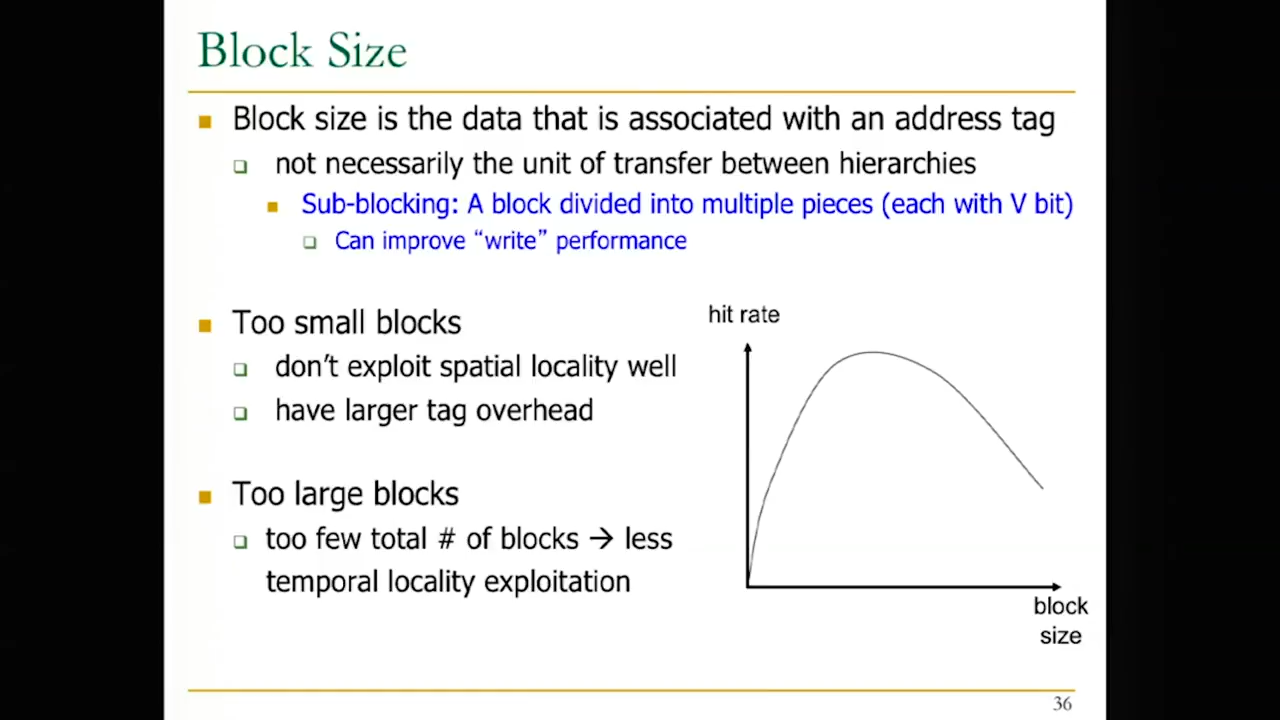 Block Size
Block size is the data that is associated with an address tag
not necessarily the unit of transfer between hierarchies
Sub-blocking: A block divided into multiple pieces (each with V bit)
Can improve “write” performance
Too small blocks
don’t exploit spatial locality well
have larger tag overhead
Too large blocks
too few total # of blocks → less
temporal locality exploitation
hit rate
block
size
36